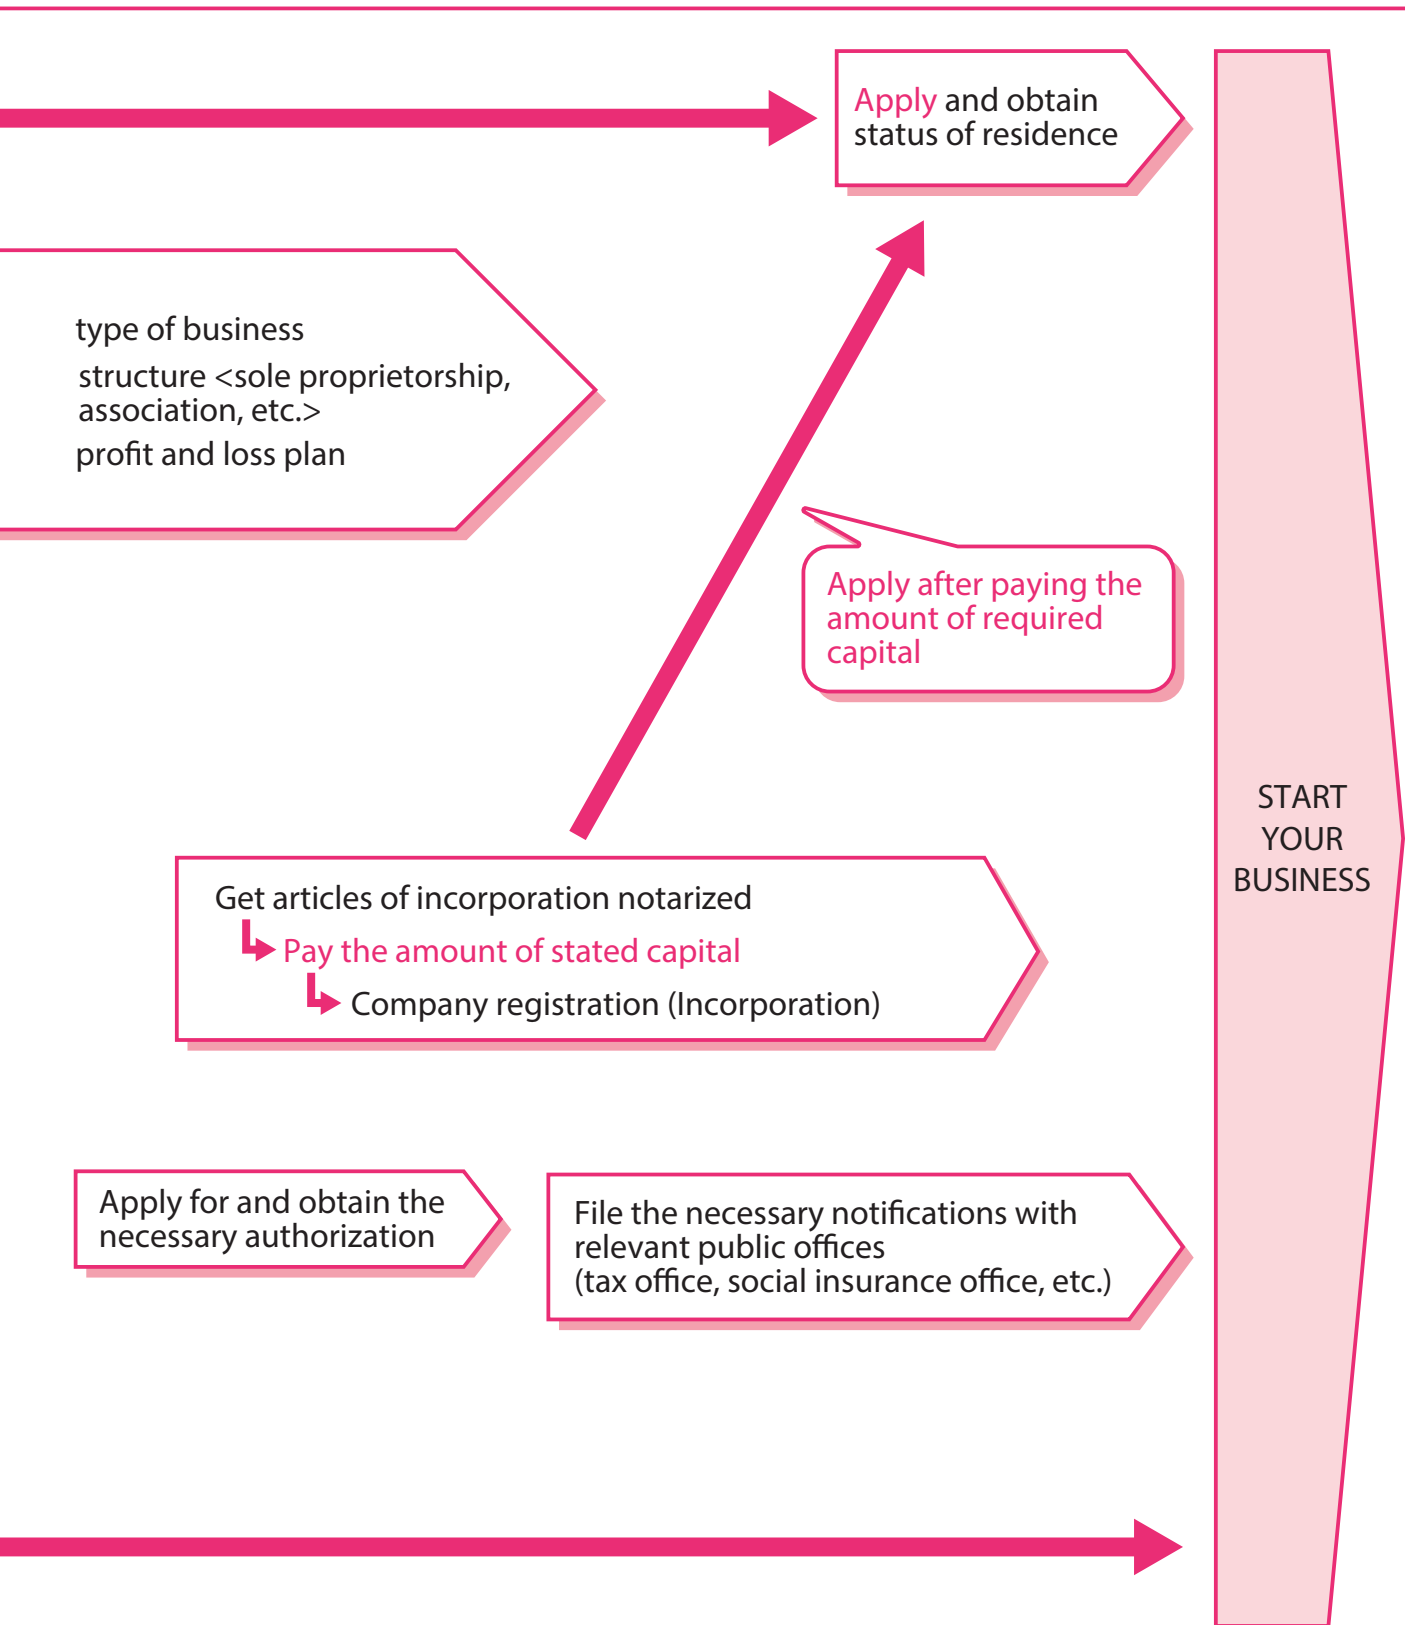 Apply and obtain
status of residence
type of business
structure <sole proprietorship,
association, etc.>
profit and loss plan
Apply after paying the
amount of required
capital
START
YOUR
BUSINESS
Get articles of incorporation notarized
Pay the amount of stated capital
Company registration (Incorporation)
Apply for and obtain the
necessary authorization
File the necessary notifications with
relevant public offices
(tax office, social insurance office, etc.)